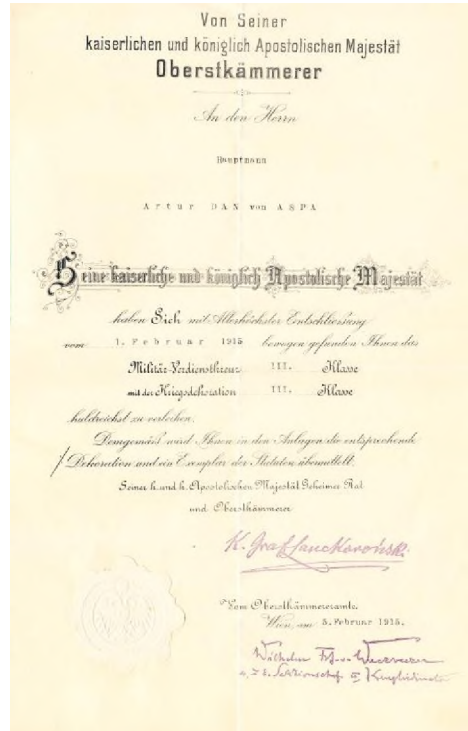 Von Seiner
kaiserlichen und königlich Apostolischen Majestät
Oberstkämmerer
An den Herrn
Hauptmann
Artur DAN von ASPA
Seine kaiserliche und königlich Apostolische Majestät
haben Sich mit Allerhöchster Entschliessung
vom 1. Februar 1915 bewogen gefunden Ihnen das
Militär-Verdienstkreuz III. Klasse
mit der Kriegsdekoration III. Klasse
huldreichst zu verleihen.
Demgemäß wird Ihnen in den Anlagen die entsprechende
Dekoration und ein Exemplar der Statuten übermittelt.
Seiner k. und k. Apostolischen Majestät Geheimer Rat
und Oberstkämmerer
K. Graf Lanckoroński.
Vom Oberstkämmereramte.
Wien, am 3. Februar 1915.
Wilhelm